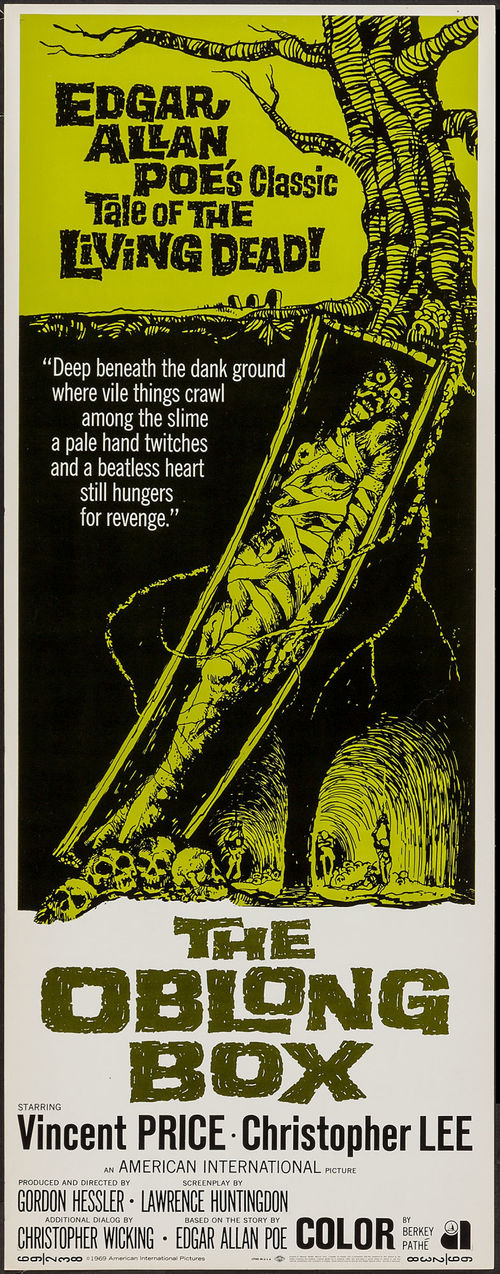 EDGAR
ALLAN
POE's Classic
Tale OF THE
LIVING DEAD!
“Deep beneath the dank ground
where vile things crawl
among the slime
a pale hand twitches
and a beatless heart
still hungers
for revenge.”
THE
OBLONG
BOX
STARRING
Vincent PRICE · Christopher LEE
AN AMERICAN INTERNATIONAL PICTURE
PRODUCED AND DIRECTED BY SCREENPLAY BY
GORDON HESSLER · LAWRENCE HUNTINGDON
ADDITIONAL DIALOG BY BASED ON THE STORY BY
CHRISTOPHER WICKING · EDGAR ALLAN POE COLOR BY BERKEY PATHÉ
69/238 ©1969 American International Pictures 69/238